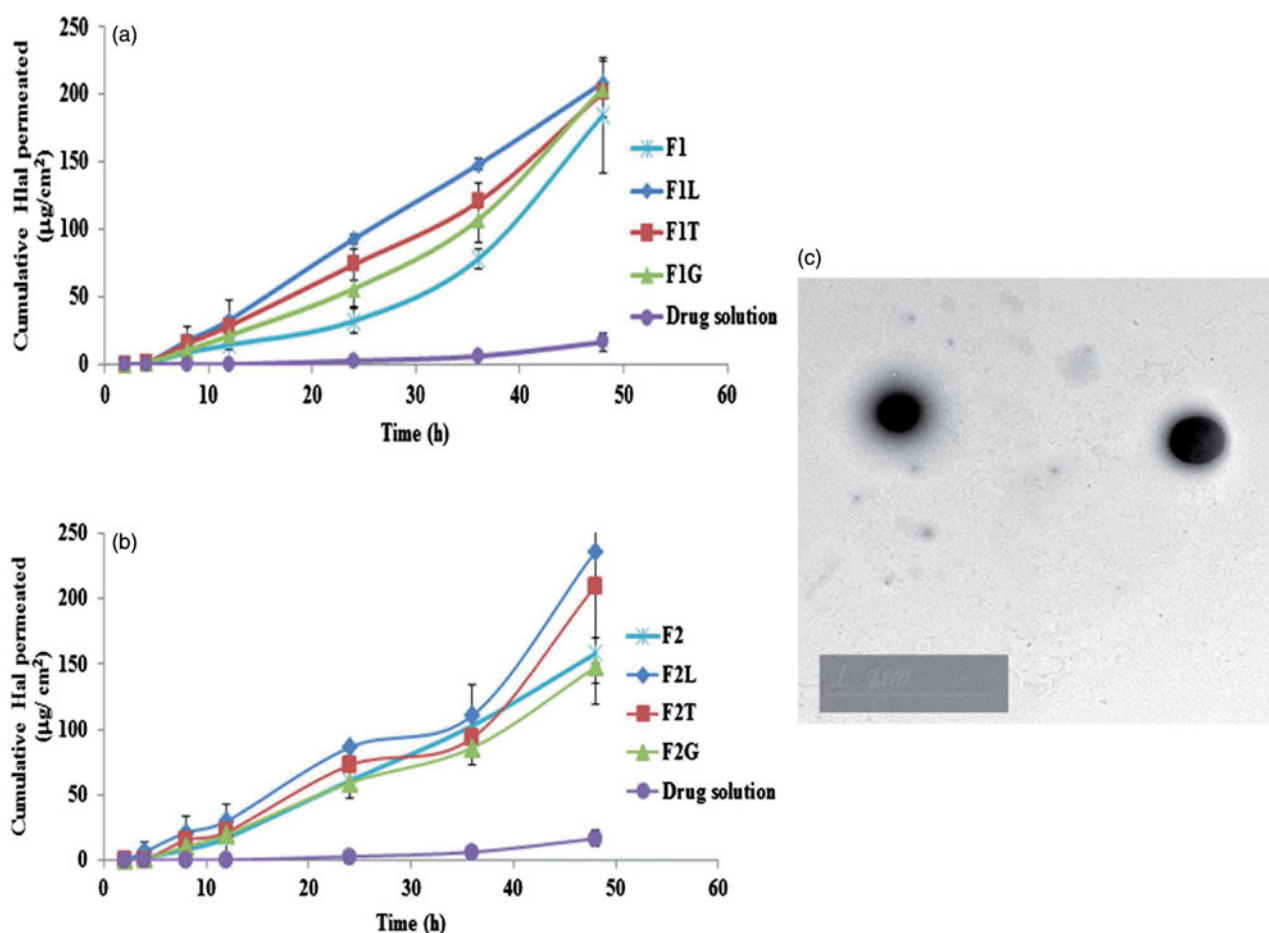 (a)
Cumulative Hlal permeated
(µg/cm²)
250
200
150
100
50
0
0 10 20 30 40 50 60
Time (h)
F1
F1L
F1T
F1G
Drug solution
(b)
Cumulative Hal permeated
(µg/ cm²)
250
200
150
100
50
0
0 10 20 30 40 50 60
Time (h)
F2
F2L
F2T
F2G
Drug solution
(c)
1 µm